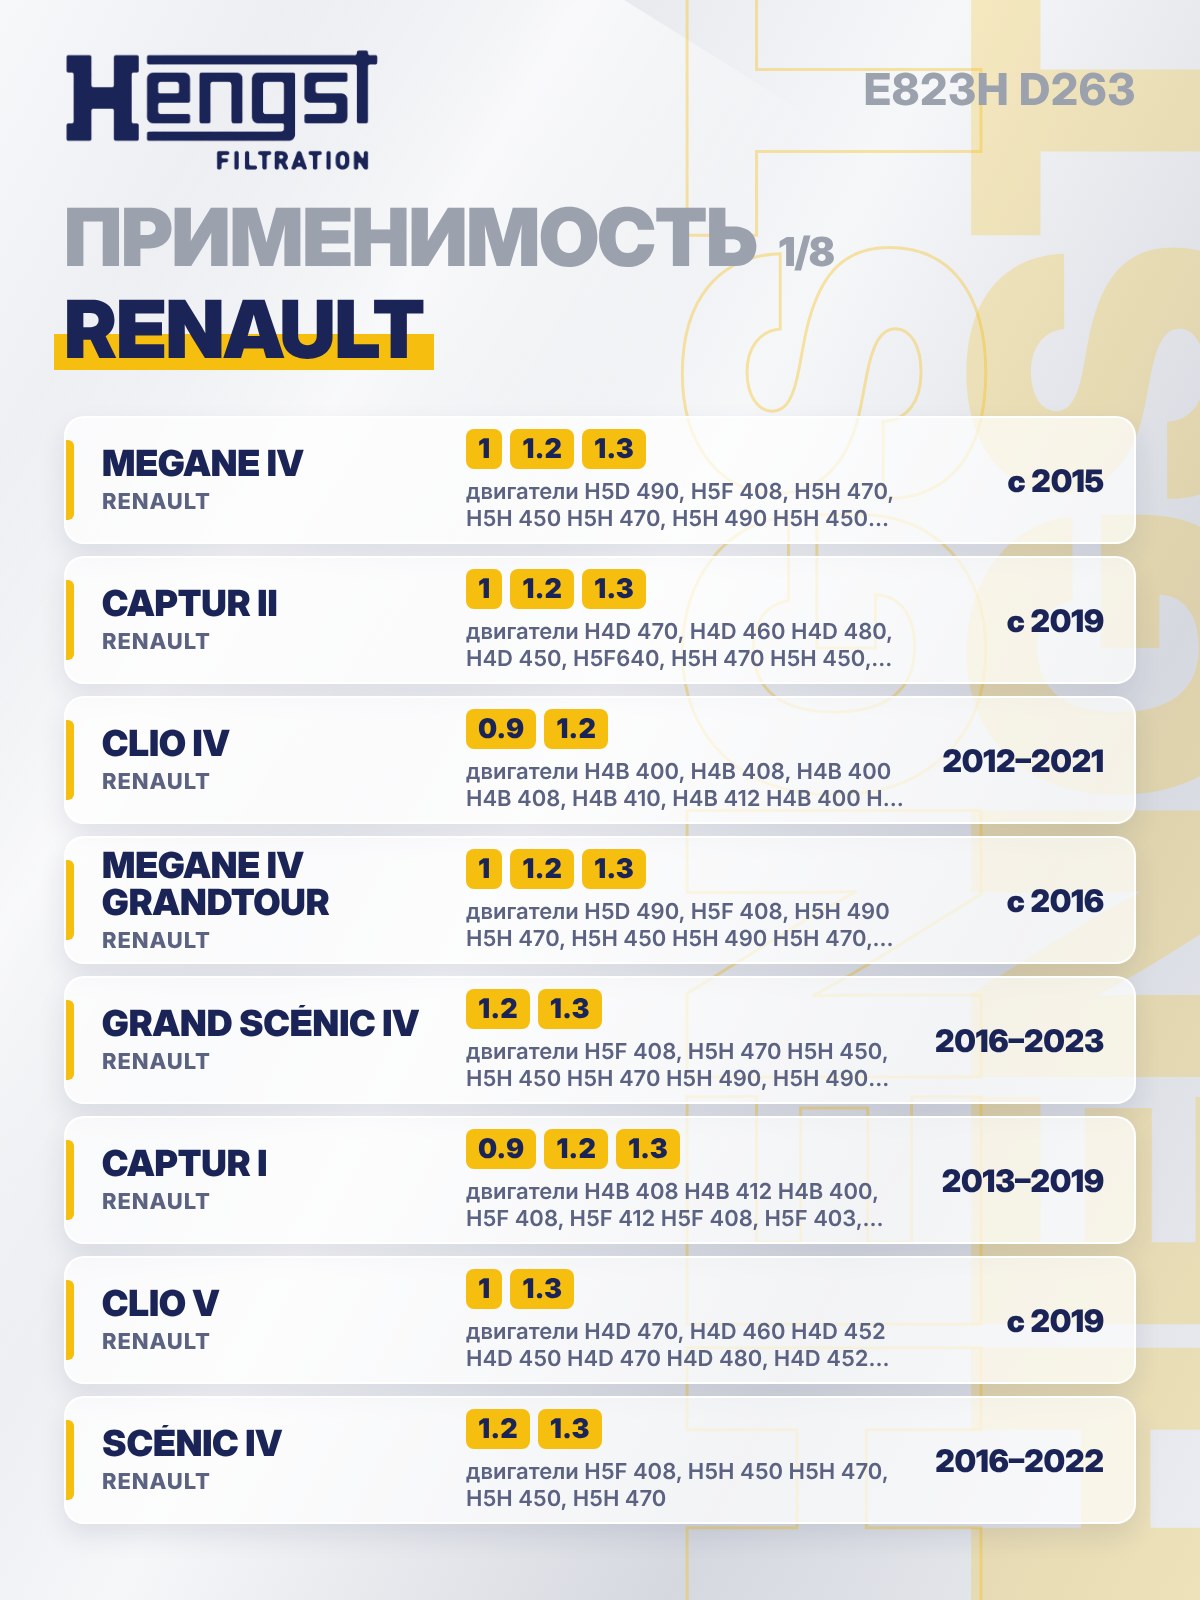 Hengst
FILTRATION
E823H D263
ПРИМЕНИМОСТЬ 1/8
RENAULT
MEGANE IV
RENAULT
1 1.2 1.3
двигатели H5D 490, H5F 408, H5H 470,
H5H 450 H5H 470, H5H 490 H5H 450...
с 2015
CAPTUR II
RENAULT
1 1.2 1.3
двигатели H4D 470, H4D 460 H4D 480,
H4D 450, H5F640, H5H 470 H5H 450,...
с 2019
CLIO IV
RENAULT
0.9 1.2
двигатели H4B 400, H4B 408, H4B 400
H4B 408, H4B 410, H4B 412 H4B 400 H...
2012–2021
MEGANE IV
GRANDTOUR
RENAULT
1 1.2 1.3
двигатели H5D 490, H5F 408, H5H 490
H5H 470, H5H 450 H5H 490 H5H 470,...
с 2016
GRAND SCÉNIC IV
RENAULT
1.2 1.3
двигатели H5F 408, H5H 470 H5H 450,
H5H 450 H5H 470 H5H 490, H5H 490...
2016–2023
CAPTUR I
RENAULT
0.9 1.2 1.3
двигатели H4B 408 H4B 412 H4B 400,
H5F 408, H5F 412 H5F 408, H5F 403,...
2013–2019
CLIO V
RENAULT
1 1.3
двигатели H4D 470, H4D 460 H4D 452
H4D 450 H4D 470 H4D 480, H4D 452...
с 2019
SCÉNIC IV
RENAULT
1.2 1.3
двигатели H5F 408, H5H 450 H5H 470,
H5H 450, H5H 470
2016–2022
HENGST
HENGST